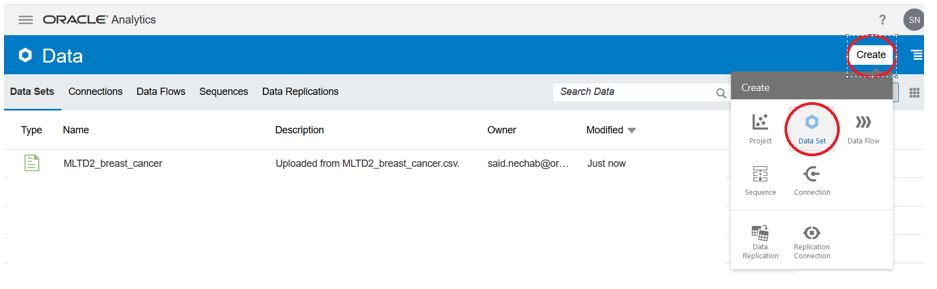 ORACLE® Analytics ? SN
Data Create
Data Sets Connections Data Flows Sequences Data Replications Search Data
Create
Type Name Description Owner Modified
Project Data Set Data Flow
MLTD2_breast_cancer Uploaded from MLTD2_breast_cancer.csv. said.nechab@or... Just now
Sequence Connection
Data Replication
Replication Connection